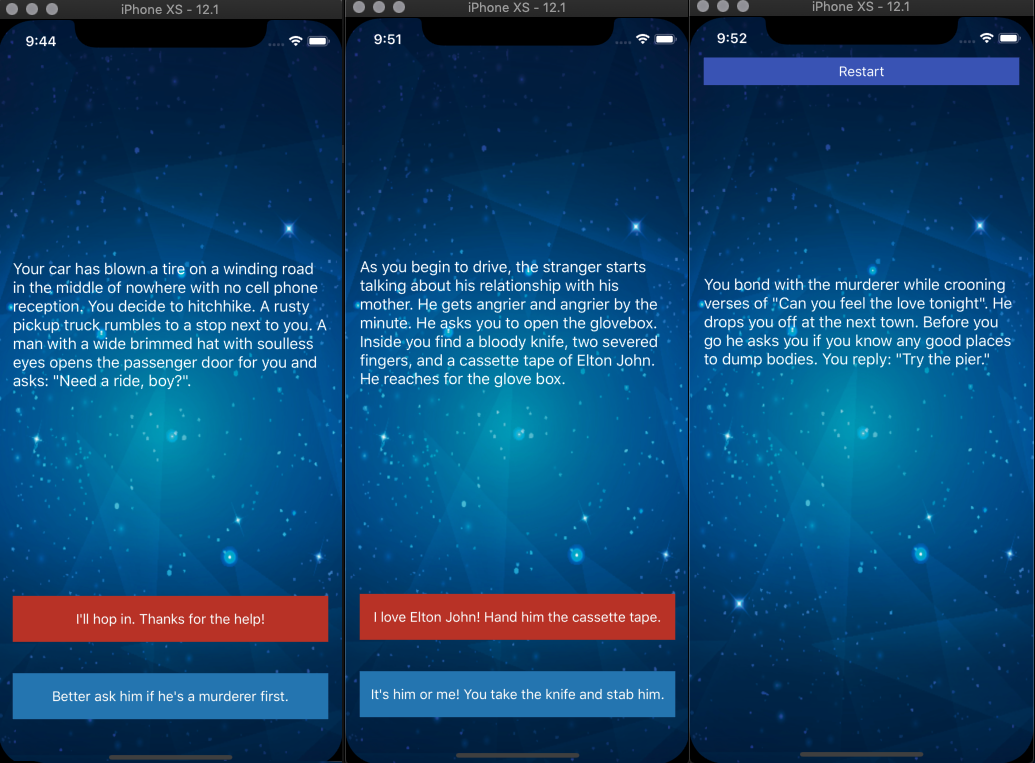 iPhone XS - 12.1
9:44
Your car has blown a tire on a winding road
in the middle of nowhere with no cell phone
reception. You decide to hitchhike. A rusty
pickup truck rumbles to a stop next to you. A
man with a wide brimmed hat with soulless
eyes opens the passenger door for you and
asks: "Need a ride, boy?".
I'll hop in. Thanks for the help!
Better ask him if he's a murderer first.
iPhone XS - 12.1
9:51
As you begin to drive, the stranger starts
talking about his relationship with his
mother. He gets angrier and angrier by the
minute. He asks you to open the glovebox.
Inside you find a bloody knife, two severed
fingers, and a cassette tape of Elton John.
He reaches for the glove box.
I love Elton John! Hand him the cassette tape.
It's him or me! You take the knife and stab him.
iPhone XS - 12.1
9:52
Restart
You bond with the murderer while crooning
verses of "Can you feel the love tonight". He
drops you off at the next town. Before you
go he asks you if you know any good places
to dump bodies. You reply: "Try the pier."